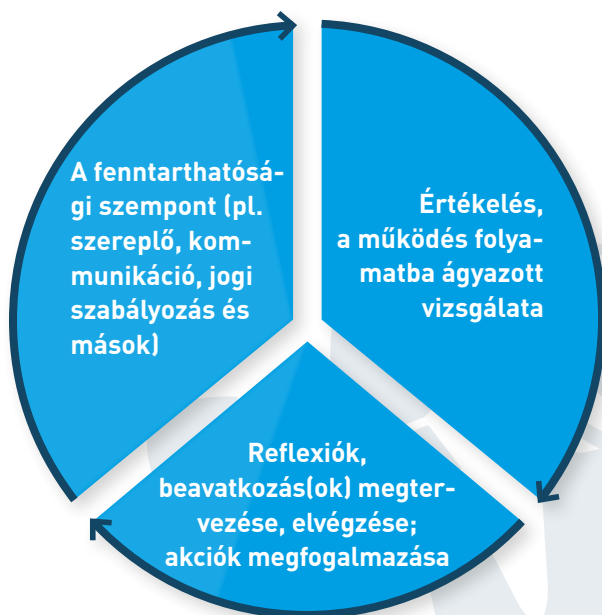 A fenntarthatósá-
gi szempont (pl.
szereplő, kom-
munikáció, jogi
szabályozás és
mások)
Értékelés,
a működés folya-
matba ágyazott
vizsgálata
Reflexiók,
beavatkozás(ok) megter-
vezése, elvégzése;
akciók megfogalmazása